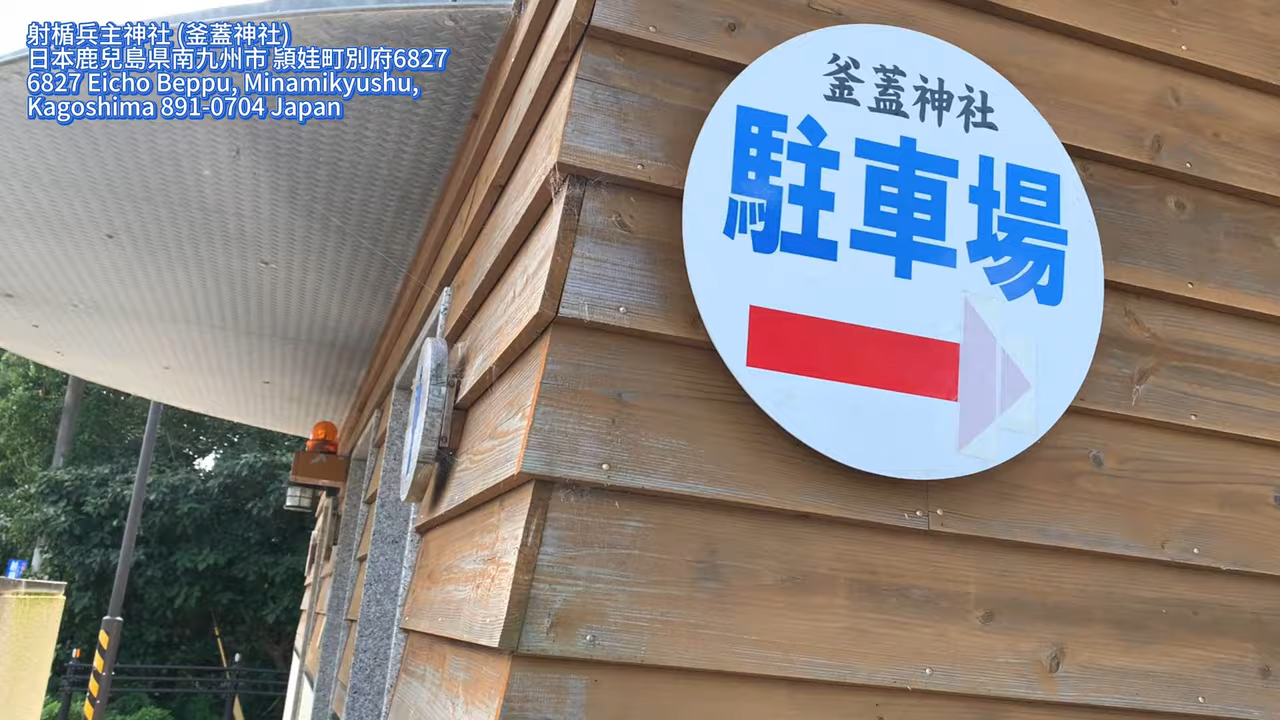 射楯兵主神社 (釜蓋神社)
日本鹿兒島県南九州市 頴娃町別府6827
6827 Eicho Beppu, Minamikyushu,
Kagoshima 891-0704 Japan
釜蓋神社
駐車場